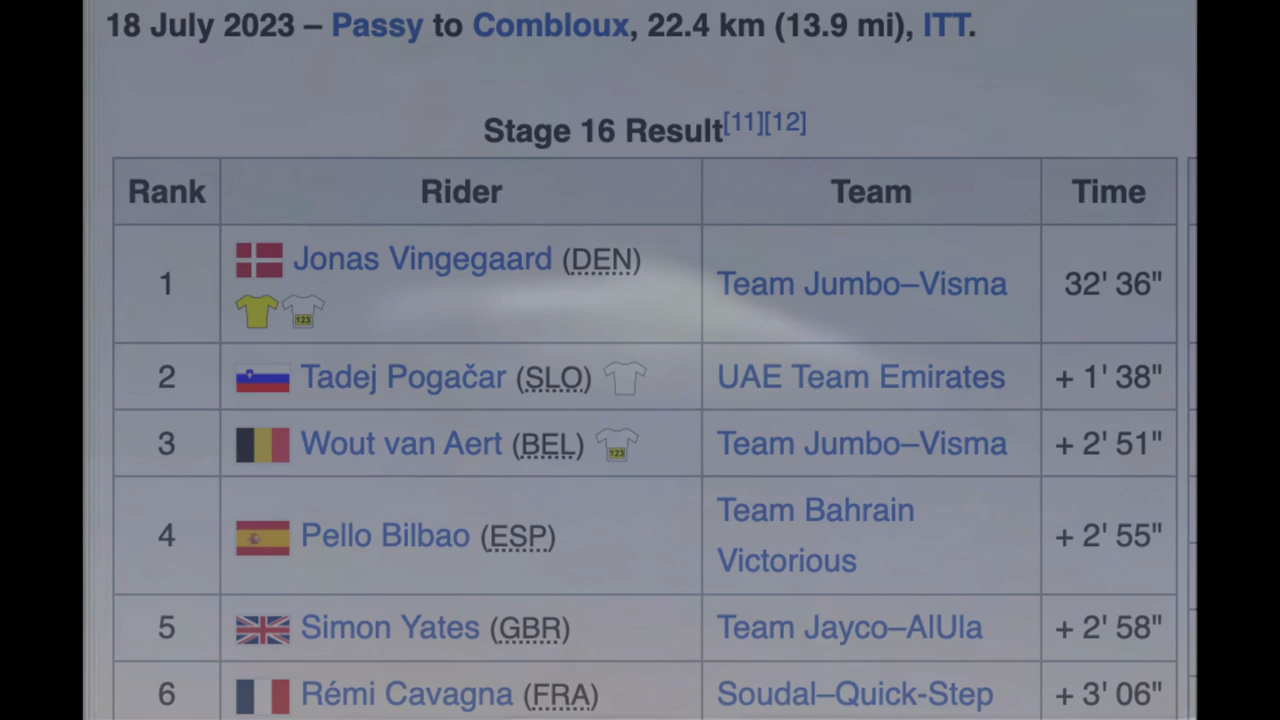 18 July 2023 – Passy to Combloux, 22.4 km (13.9 mi), ITT.
Stage 16 Result[11][12]
Rank Rider Team Time
1 Jonas Vingegaard (DEN) Team Jumbo–Visma 32' 36"
123
2 Tadej Pogačar (SLO) UAE Team Emirates + 1' 38"
3 Wout van Aert (BEL) 123 Team Jumbo–Visma + 2' 51"
4 Pello Bilbao (ESP) Team Bahrain Victorious + 2' 55"
5 Simon Yates (GBR) Team Jayco–AlUla + 2' 58"
6 Rémi Cavagna (FRA) Soudal–Quick-Step + 3' 06"